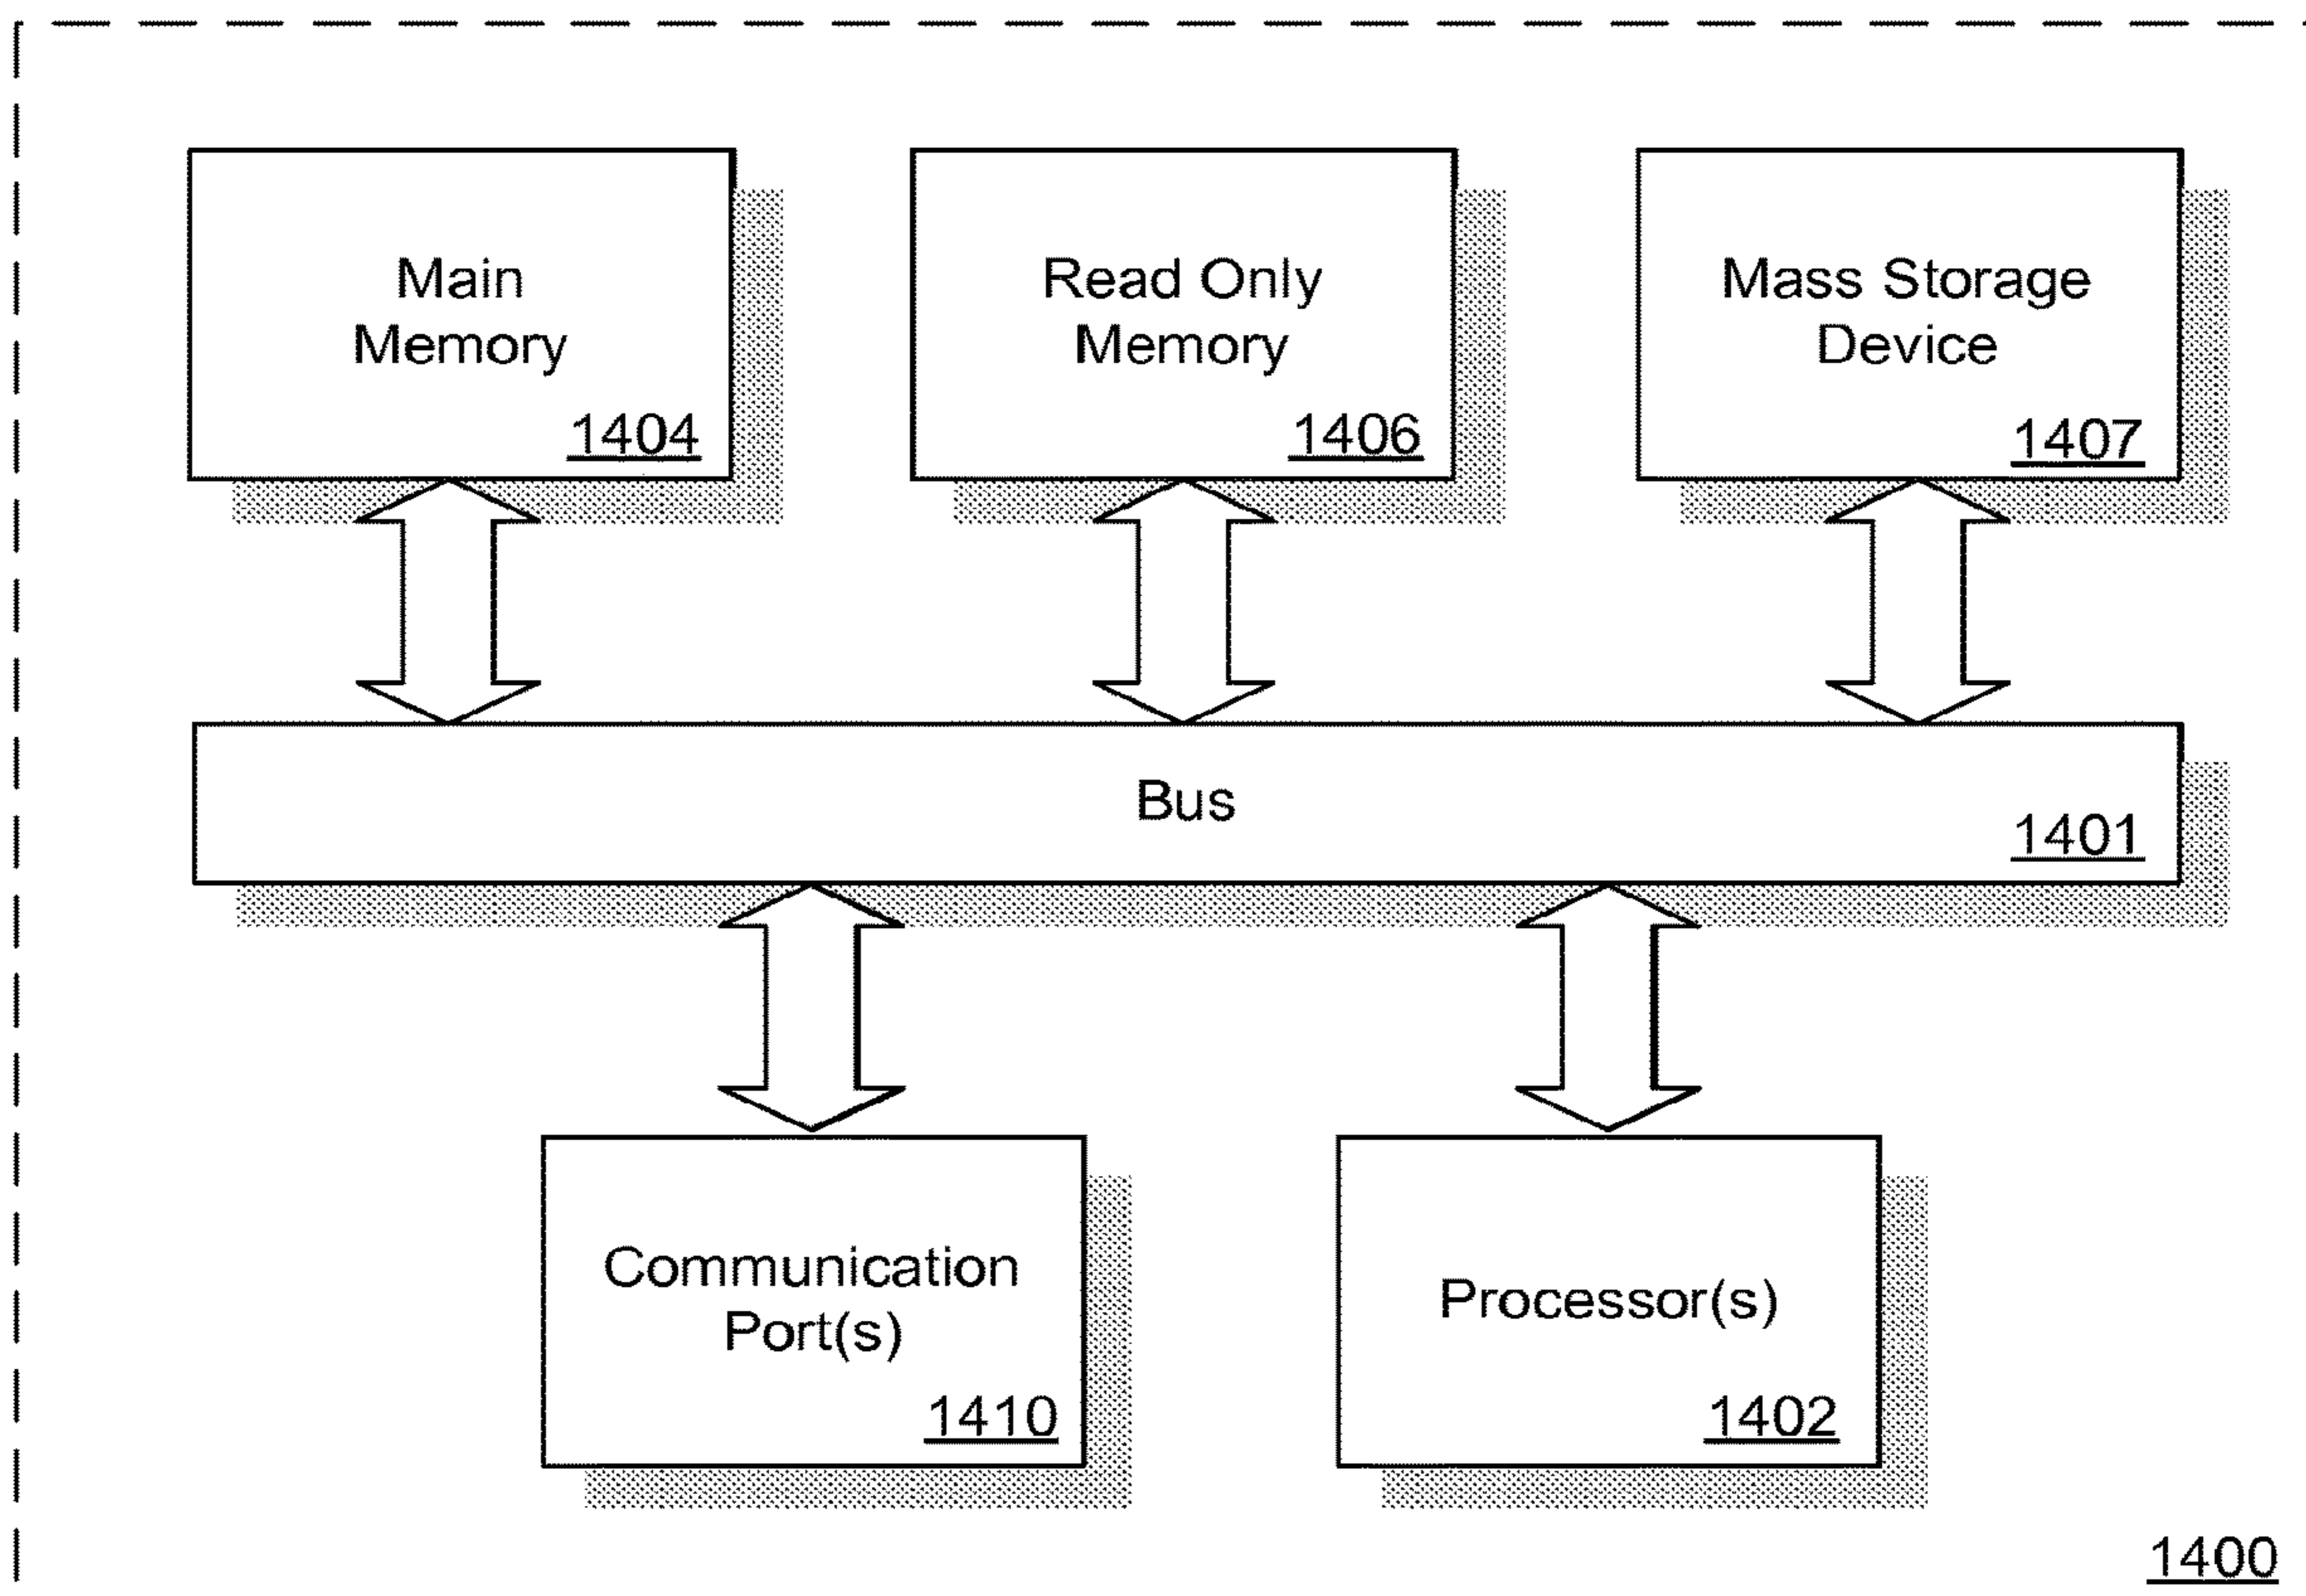 Main
Memory
1404
Read Only
Memory
1406
Mass Storage
Device
1407
Bus
1401
Communication
Port(s)
1410
Processor(s)
1402
1400